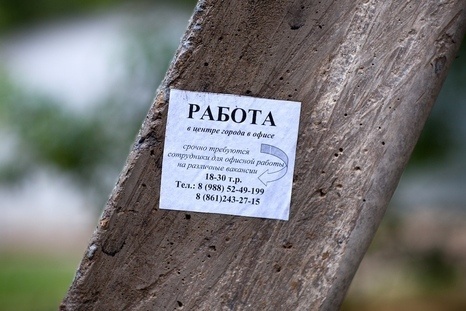 РАБОТА
в центре города в офисе
срочно требуются
сотрудники для офисной работы
на различные вакансии
18-30 т.р.
Тел.: 8 (988) 52-49-199
8 (861)243-27-15